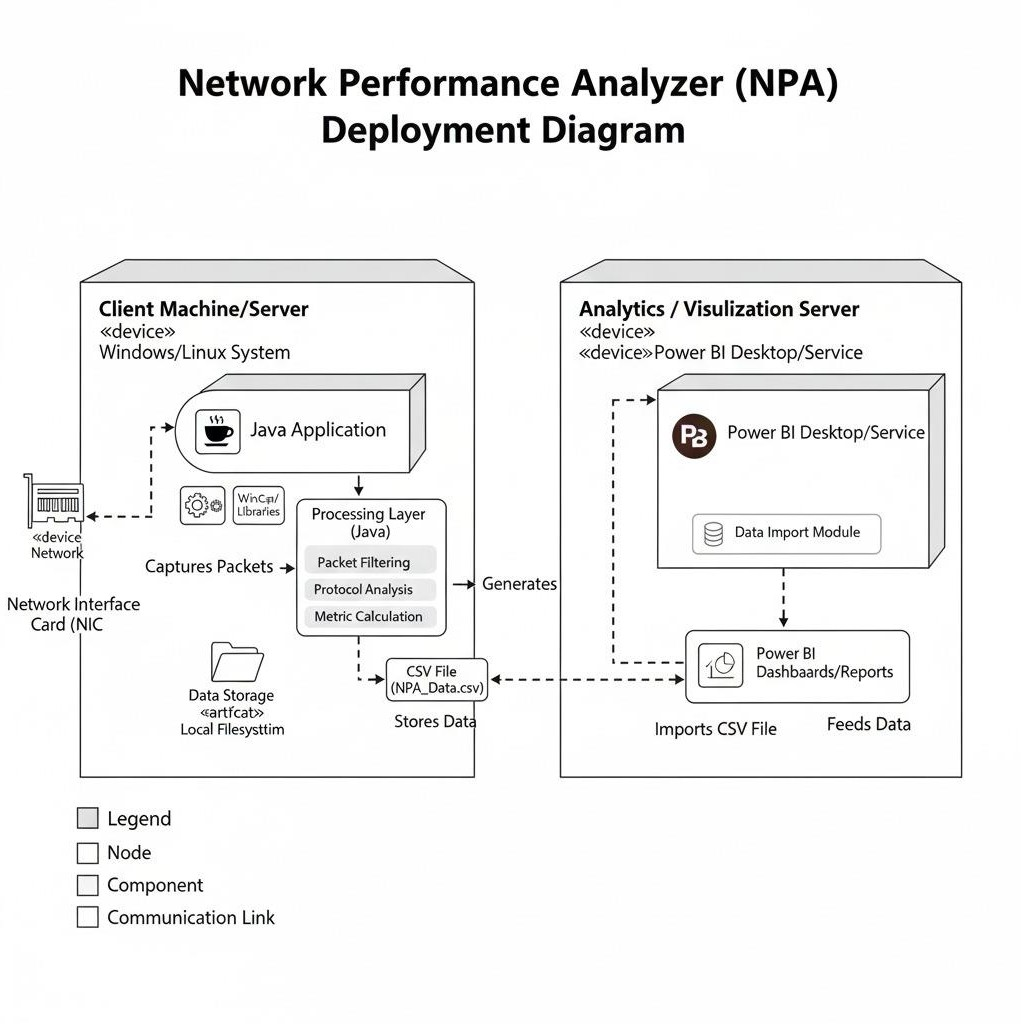 Network Performance Analyzer (NPA)
Deployment Diagram
Client Machine/Server
«device»
Windows/Linux System
Java Application
WinCap/
LIbraries
Processing Layer
(Java)
Packet Filtering
Protocol Analysis
Metric Calculation
Captures Packets
Generates
«device
Network
Network Interface
Card (NIC
Data Storage
«artfcat»
Local Filesysttim
CSV File
(NPA_Data.csv)
Stores Data
Analytics / Visulization Server
«device»
«device»Power BI Desktop/Service
Power BI Desktop/Service
Data Import Module
Power BI
Dashbaards/Reports
Imports CSV File
Feeds Data
Legend
Node
Component
Communication Link